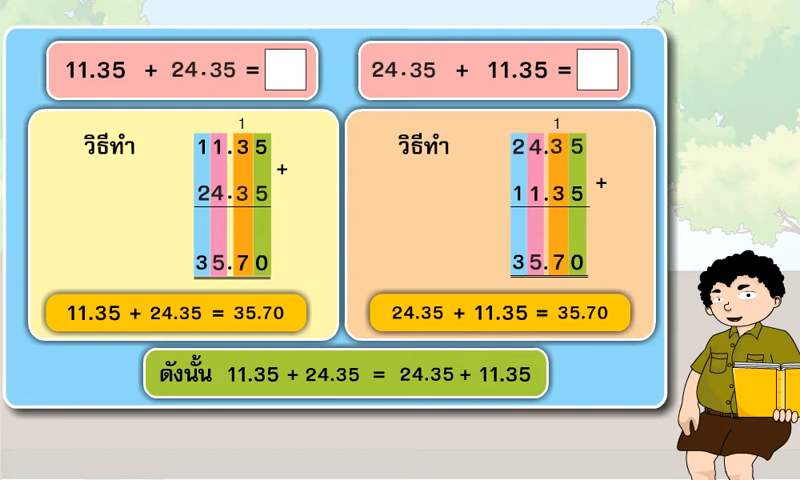 11.35 + 24.35 =
24.35 + 11.35 =
วิธีทำ
1
11.35
+
24.35
35.70
11.35 + 24.35 = 35.70
วิธีทำ
1
24.35
+
11.35
35.70
24.35 + 11.35 = 35.70
ดังนั้น 11.35 + 24.35 = 24.35 + 11.35